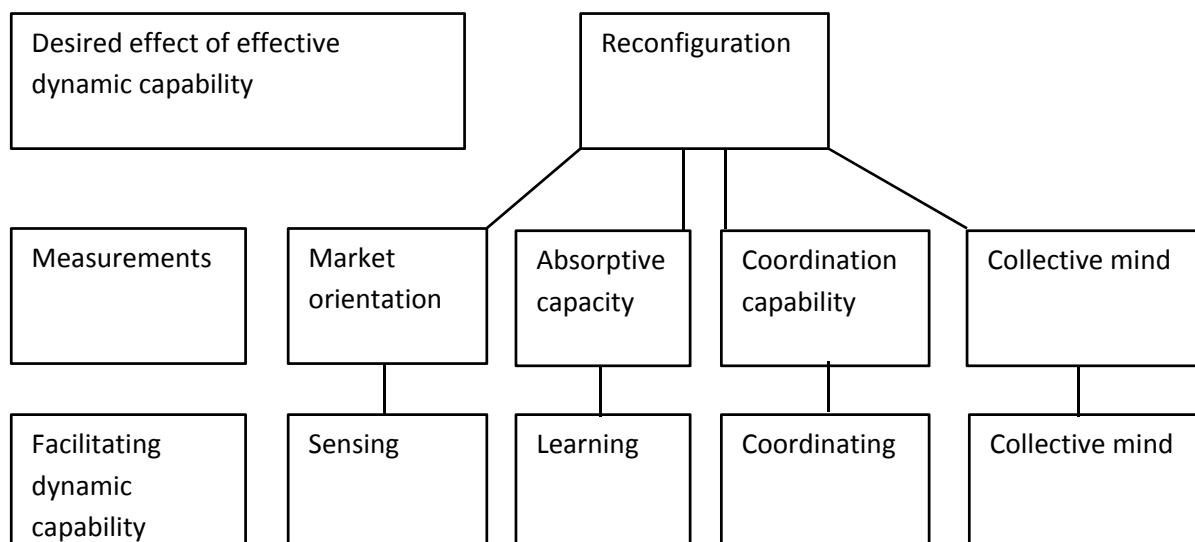 Desired effect of effective
dynamic capability
Reconfiguration
Measurements
Market
orientation
Absorptive
capacity
Coordination
capability
Collective mind
Facilitating
dynamic
capability
Sensing
Learning
Coordinating
Collective mind